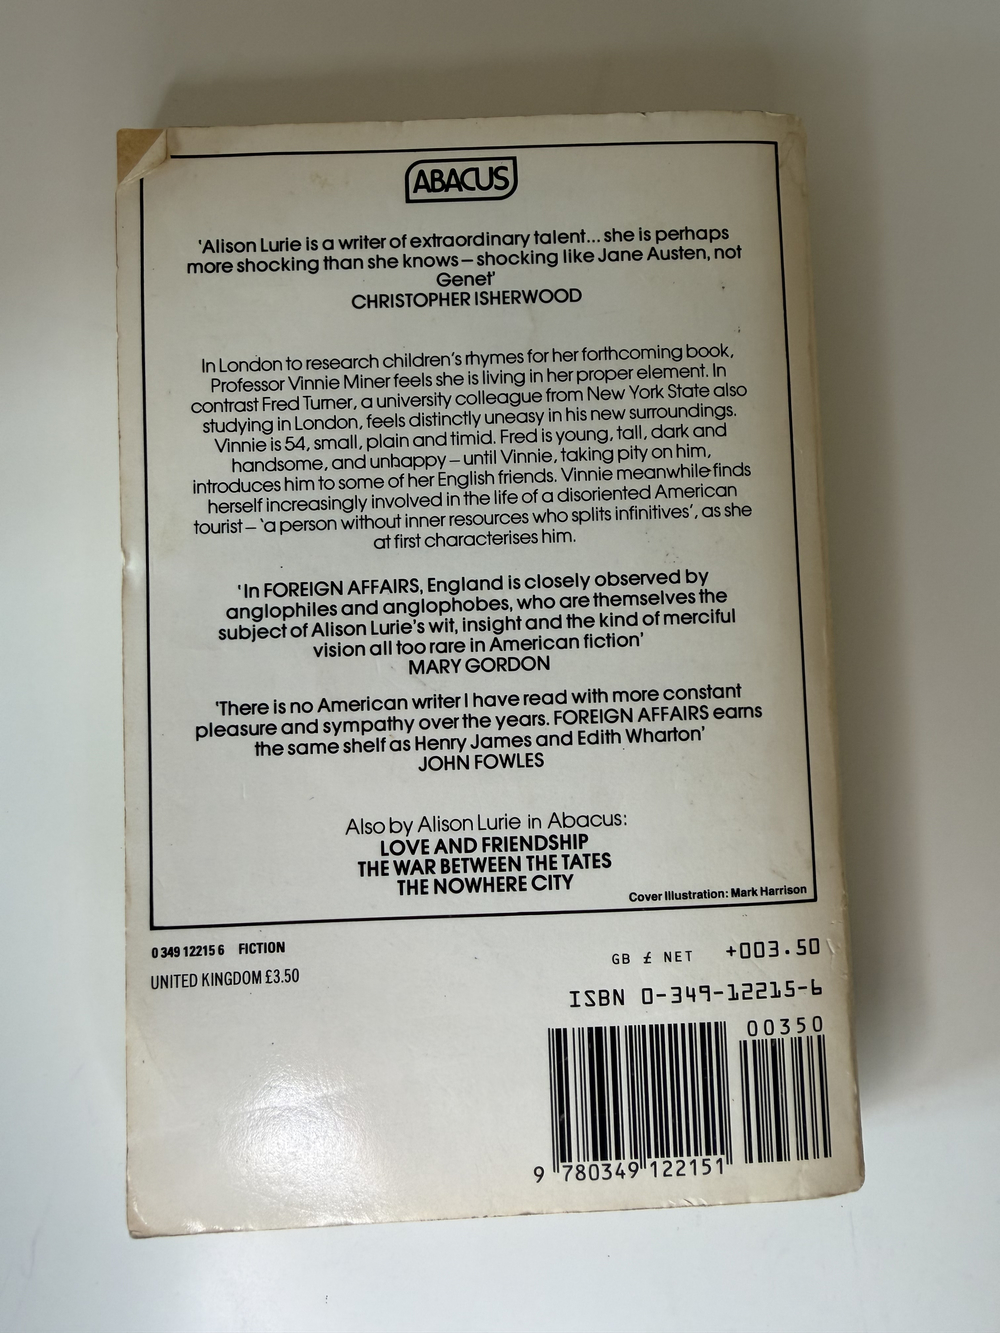 ABACUS
'Alison Lurie is a writer of extraordinary talent... she is perhaps
more shocking than she knows – shocking like Jane Austen, not
Genet'
CHRISTOPHER ISHERWOOD
In London to research children's rhymes for her forthcoming book,
Professor Vinnie Miner feels she is living in her proper element. In
contrast Fred Turner, a university colleague from New York State also
studying in London, feels distinctly uneasy in his new surroundings.
Vinnie is 54, small, plain and timid. Fred is young, tall, dark and
handsome, and unhappy – until Vinnie, taking pity on him,
introduces him to some of her English friends. Vinnie meanwhile finds
herself increasingly involved in the life of a disoriented American
tourist – 'a person without inner resources who splits infinitives', as she
at first characterises him.
'In FOREIGN AFFAIRS, England is closely observed by
anglophiles and anglophobes, who are themselves the
subject of Alison Lurie's wit, insight and the kind of merciful
vision all too rare in American fiction'
MARY GORDON
'There is no American writer I have read with more constant
pleasure and sympathy over the years. FOREIGN AFFAIRS earns
the same shelf as Henry James and Edith Wharton'
JOHN FOWLES
Also by Alison Lurie in Abacus:
LOVE AND FRIENDSHIP
THE WAR BETWEEN THE TATES
THE NOWHERE CITY
Cover Illustration: Mark Harrison
0 349 12215 6 FICTION
UNITED KINGDOM £3.50
GB £ NET +003.50
ISBN 0-349-12215-6
00350
9 780349 122151